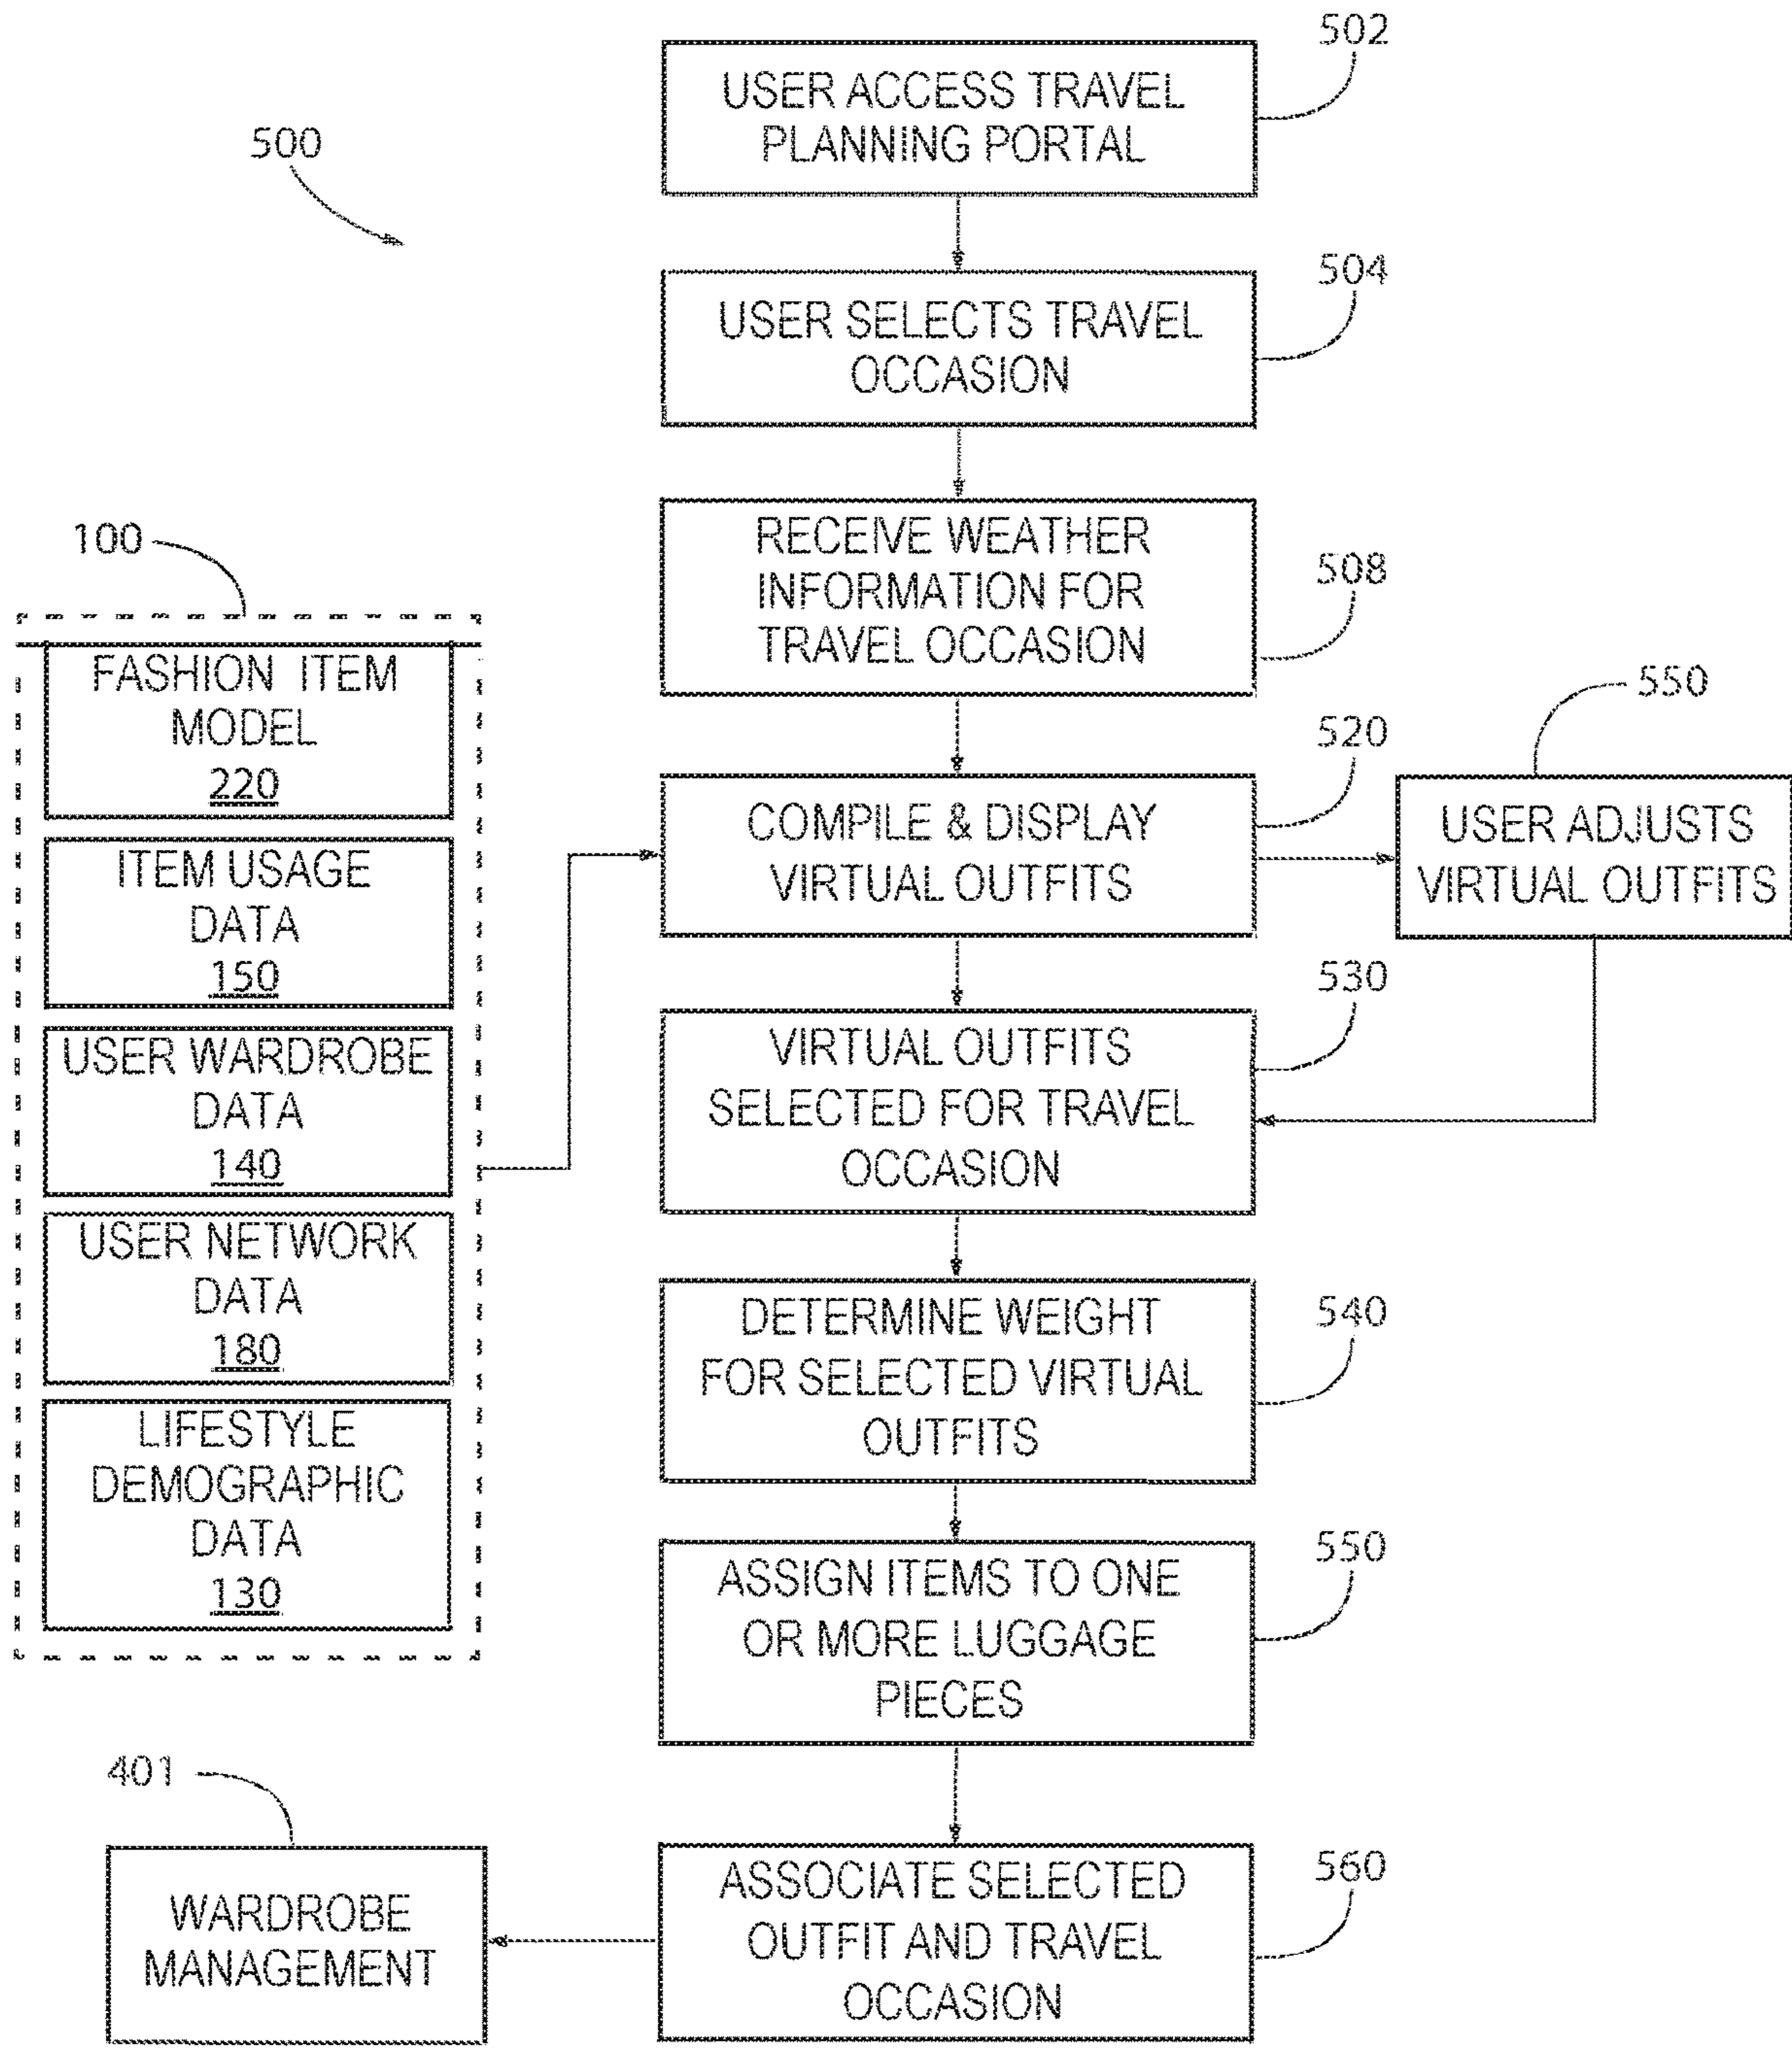 502
USER ACCESS TRAVEL
PLANNING PORTAL
500
504
USER SELECTS TRAVEL
OCCASION
508
RECEIVE WEATHER
INFORMATION FOR
TRAVEL OCCASION
100
FASHION ITEM
MODEL
220
ITEM USAGE
DATA
150
USER WARDROBE
DATA
140
USER NETWORK
DATA
180
LIFESTYLE
DEMOGRAPHIC
DATA
130
520
COMPILE & DISPLAY
VIRTUAL OUTFITS
550
USER ADJUSTS
VIRTUAL OUTFITS
530
VIRTUAL OUTFITS
SELECTED FOR TRAVEL
OCCASION
540
DETERMINE WEIGHT
FOR SELECTED VIRTUAL
OUTFITS
550
ASSIGN ITEMS TO ONE
OR MORE LUGGAGE
PIECES
560
ASSOCIATE SELECTED
OUTFIT AND TRAVEL
OCCASION
401
WARDROBE
MANAGEMENT